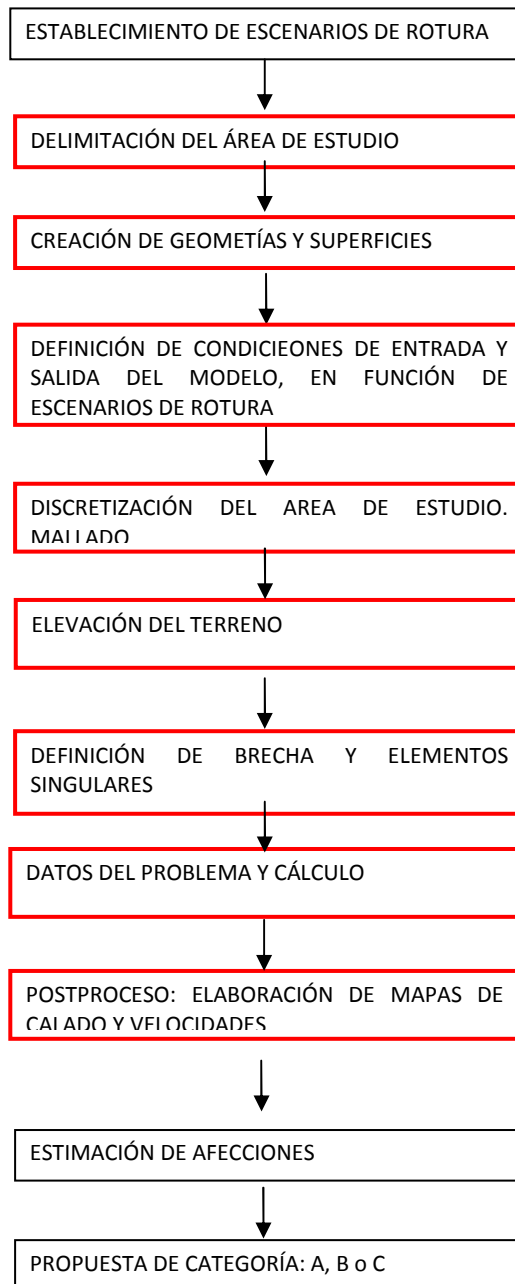 ESTABLECIMIENTO DE ESCENARIOS DE ROTURA
DELIMITACIÓN DEL ÁREA DE ESTUDIO
CREACIÓN DE GEOMETÍAS Y SUPERFICIES
DEFINICIÓN DE CONDICIEONES DE ENTRADA Y
SALIDA DEL MODELO, EN FUNCIÓN DE
ESCENARIOS DE ROTURA
DISCRETIZACIÓN DEL AREA DE ESTUDIO.
MALLADO
ELEVACIÓN DEL TERRENO
DEFINICIÓN DE BRECHA Y ELEMENTOS
SINGULARES
DATOS DEL PROBLEMA Y CÁLCULO
POSTPROCESO: ELABORACIÓN DE MAPAS DE
CALADO Y VELOCIDADES
ESTIMACIÓN DE AFECCIONES
PROPUESTA DE CATEGORÍA: A, B o C